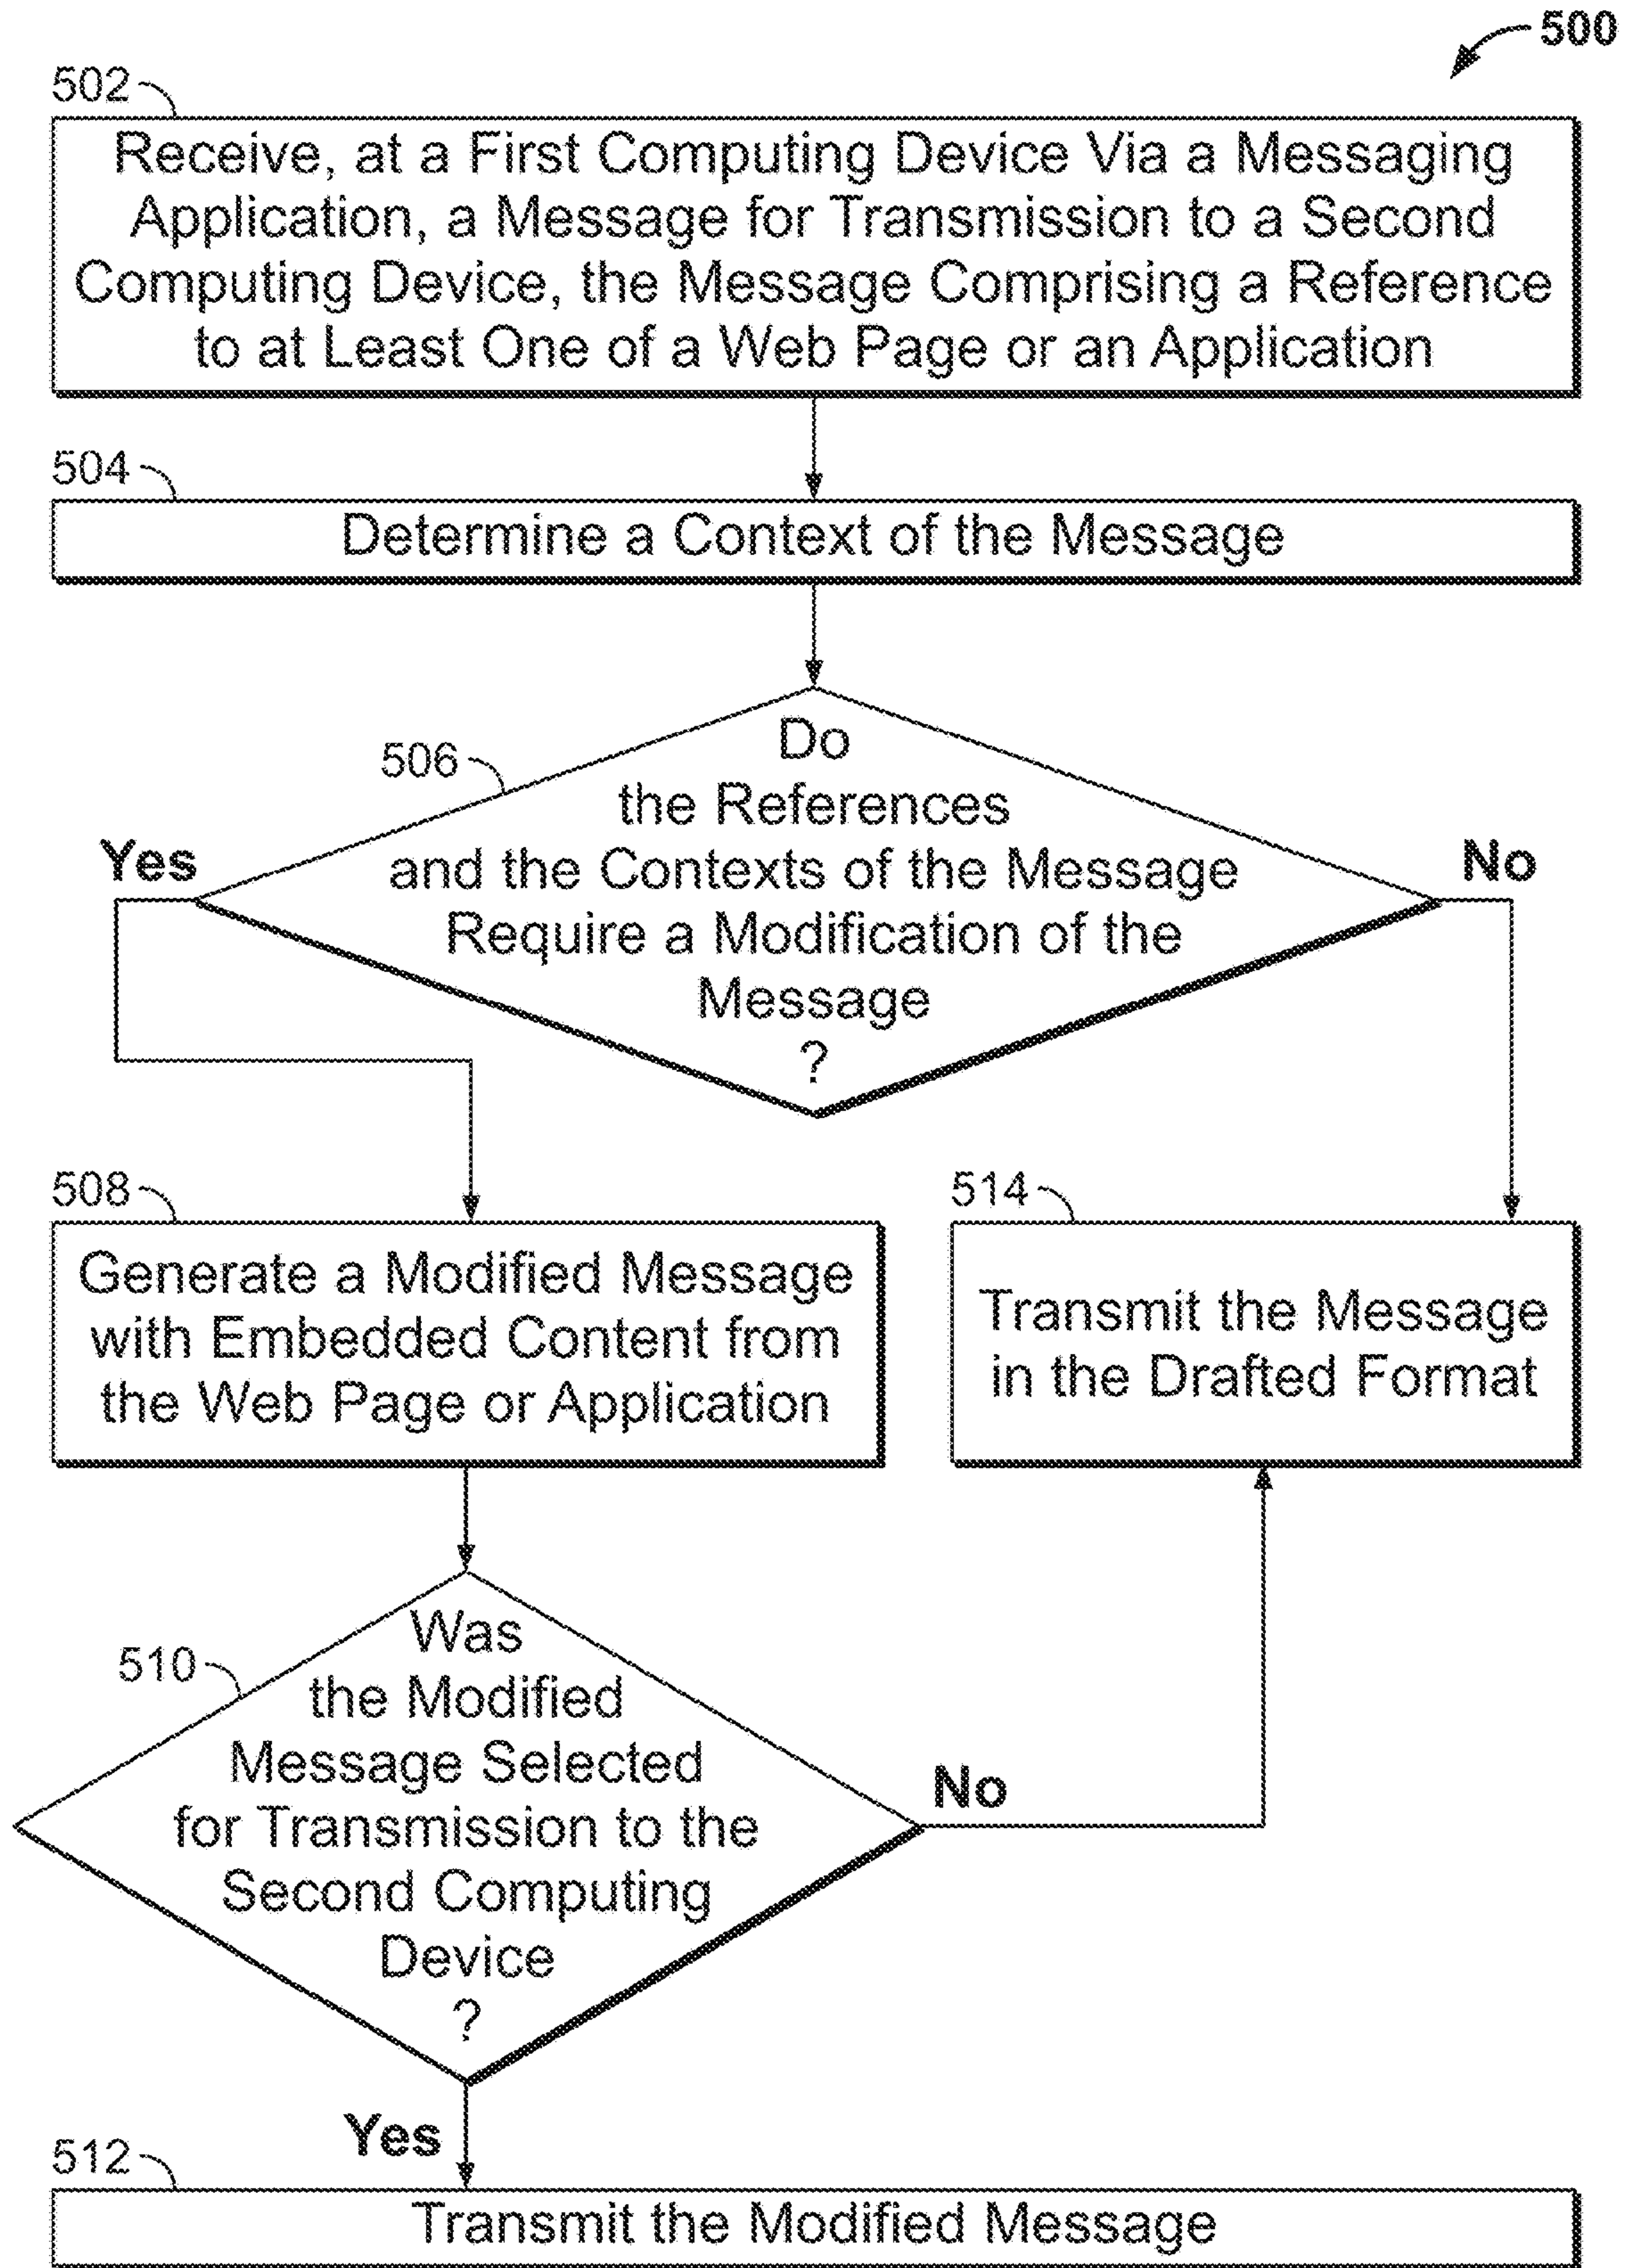 500
502
Receive, at a First Computing Device Via a Messaging
Application, a Message for Transmission to a Second
Computing Device, the Message Comprising a Reference
to at Least One of a Web Page or an Application
504
Determine a Context of the Message
506
Do
the References
and the Contexts of the Message
Require a Modification of the
Message
?
Yes
No
508
Generate a Modified Message
with Embedded Content from
the Web Page or Application
514
Transmit the Message
in the Drafted Format
510
Was
the Modified
Message Selected
for Transmission to the
Second Computing
Device
?
No
Yes
512
Transmit the Modified Message